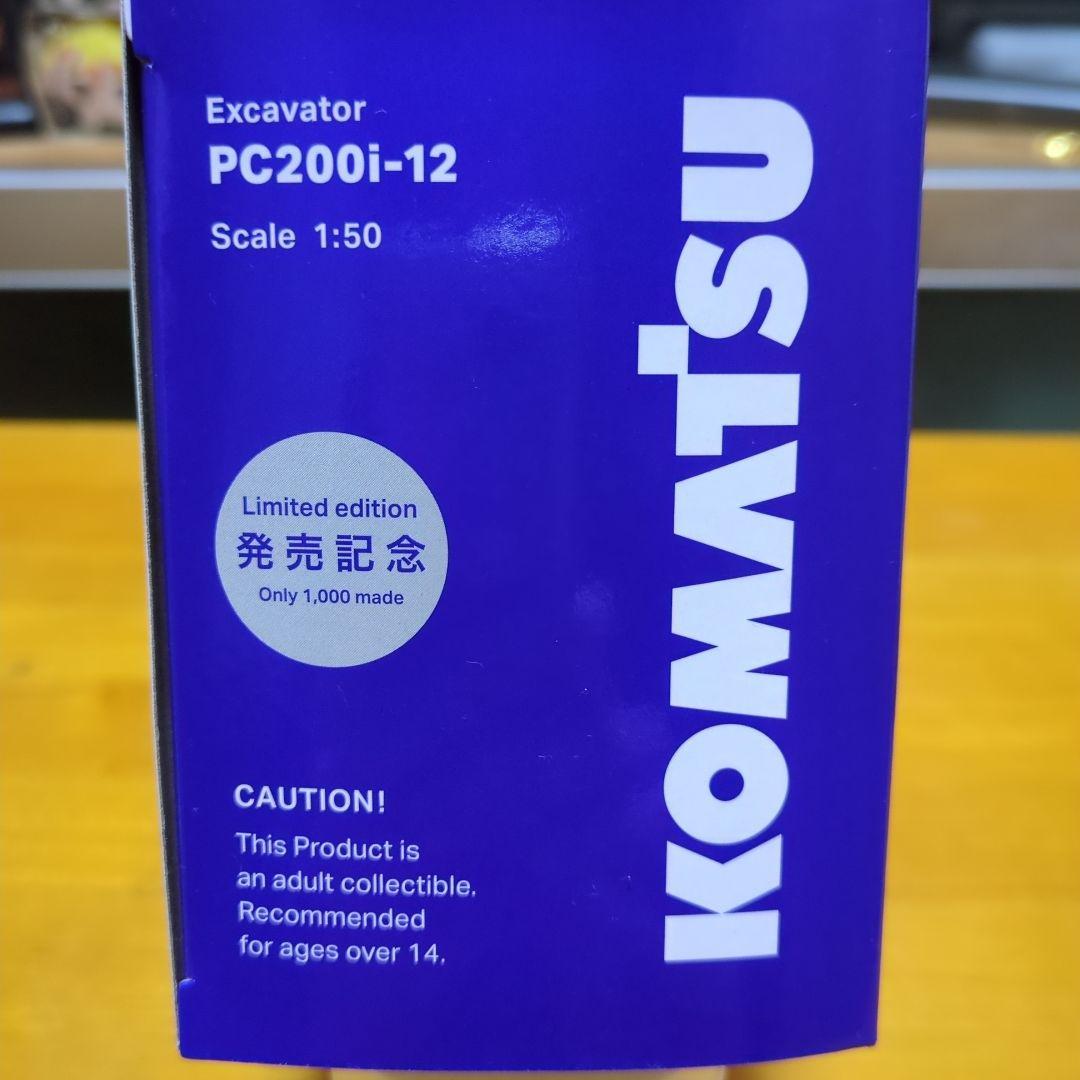 Excavator
PC200i-12
Scale 1:50
KOMATSU
Limited edition
発売記念
Only 1,000 made
CAUTION!
This Product is
an adult collectible.
Recommended
for ages over 14.